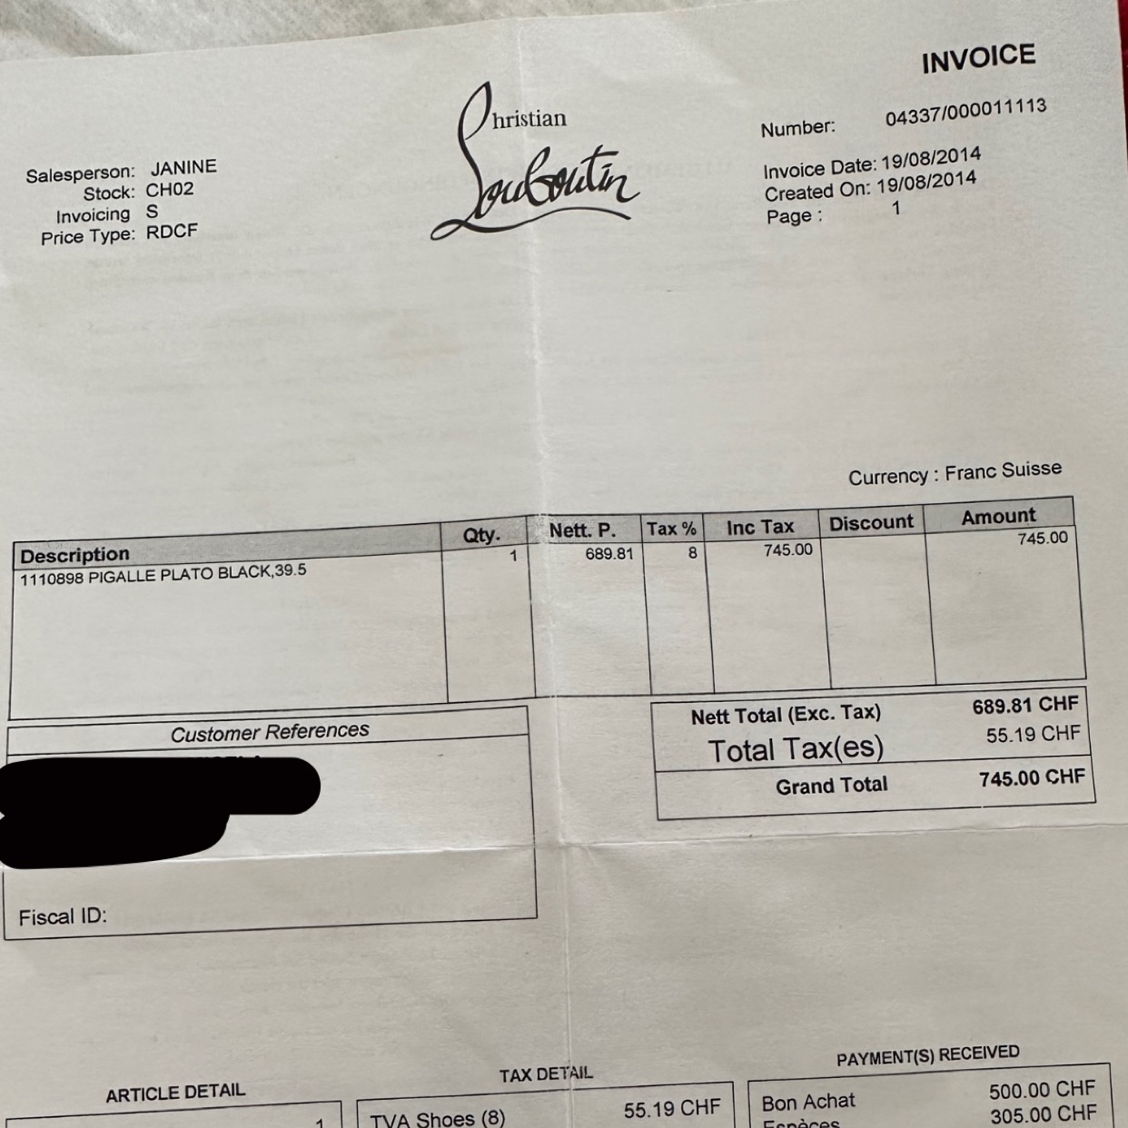 INVOICE
Christian
Louboutin
Number: 04337/000011113
Invoice Date: 19/08/2014
Created On: 19/08/2014
Page : 1
Salesperson: JANINE
Stock: CH02
Invoicing S
Price Type: RDCF
Currency : Franc Suisse
Description Qty. Nett. P. Tax % Inc Tax Discount Amount
1110898 PIGALLE PLATO BLACK,39.5 1 689.81 8 745.00 745.00
Nett Total (Exc. Tax) 689.81 CHF
Total Tax(es) 55.19 CHF
Grand Total 745.00 CHF
Customer References
Fiscal ID:
ARTICLE DETAIL
1
TAX DETAIL
TVA Shoes (8) 55.19 CHF
PAYMENT(S) RECEIVED
Bon Achat 500.00 CHF
Espèces 305.00 CHF